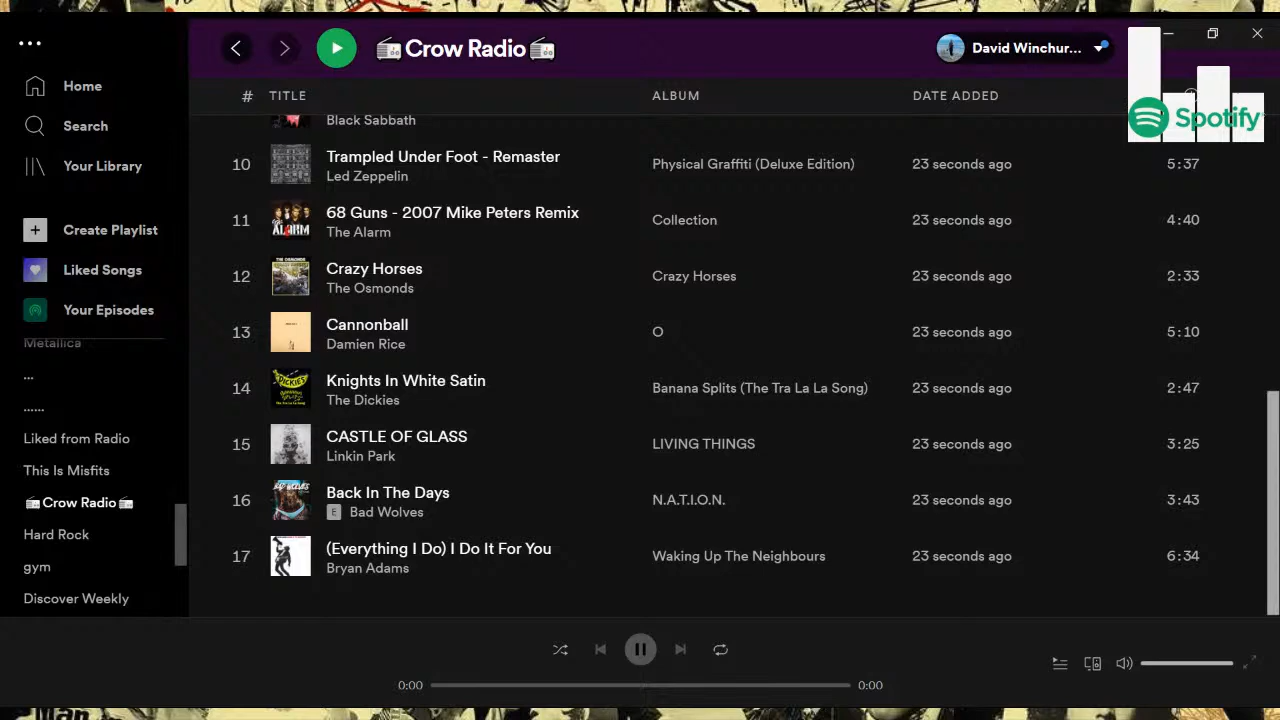 Crow Radio
David Winchur...
Spotify
Home
Search
Your Library
Create Playlist
Liked Songs
Your Episodes
Metallica
...
......
Liked from Radio
This Is Misfits
Crow Radio
Hard Rock
gym
Discover Weekly
# TITLE ALBUM DATE ADDED
Black Sabbath
10 Trampled Under Foot - Remaster Physical Graffiti (Deluxe Edition) 23 seconds ago 5:37
Led Zeppelin
11 68 Guns - 2007 Mike Peters Remix Collection 23 seconds ago 4:40
The Alarm
12 Crazy Horses Crazy Horses 23 seconds ago 2:33
The Osmonds
13 Cannonball O 23 seconds ago 5:10
Damien Rice
14 Knights In White Satin Banana Splits (The Tra La La Song) 23 seconds ago 2:47
The Dickies
15 CASTLE OF GLASS LIVING THINGS 23 seconds ago 3:25
Linkin Park
16 Back In The Days N.A.T.I.O.N. 23 seconds ago 3:43
E Bad Wolves
17 (Everything I Do) I Do It For You Waking Up The Neighbours 23 seconds ago 6:34
Bryan Adams
0:00 0:00